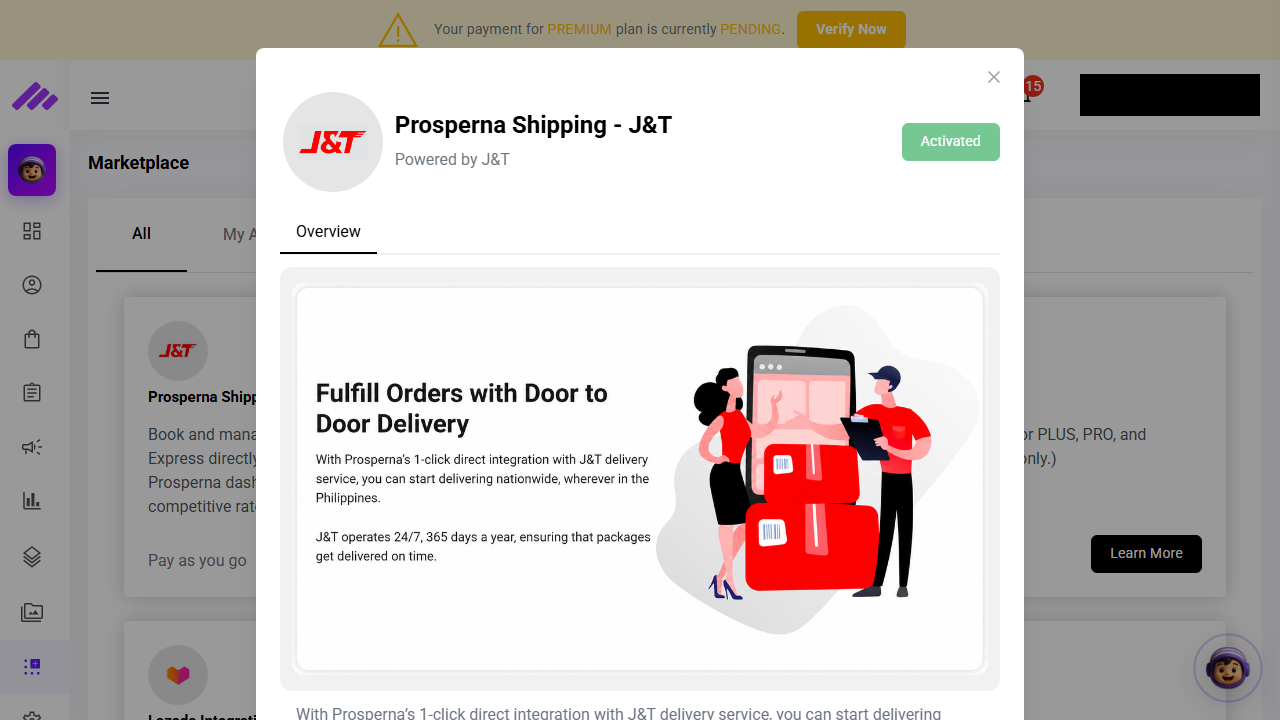 Your payment for PREMIUM plan is currently PENDING.
Verify Now
15
J&T
Prosperna Shipping - J&T
Powered by J&T
Activated
Marketplace
All
My A
Overview
J&T
Prosperna Shipp
Book and mana
Express directly
Prosperna dash
competitive rate
Pay as you go
or PLUS, PRO, and
only.)
Learn More
Fulfill Orders with Door to
Door Delivery
With Prosperna's 1-click direct integration with J&T delivery
service, you can start delivering nationwide, wherever in the
Philippines.
J&T operates 24/7, 365 days a year, ensuring that packages
get delivered on time.
With Prosperna's 1-click direct integration with J&T delivery service, you can start delivering
Lazada Integrati